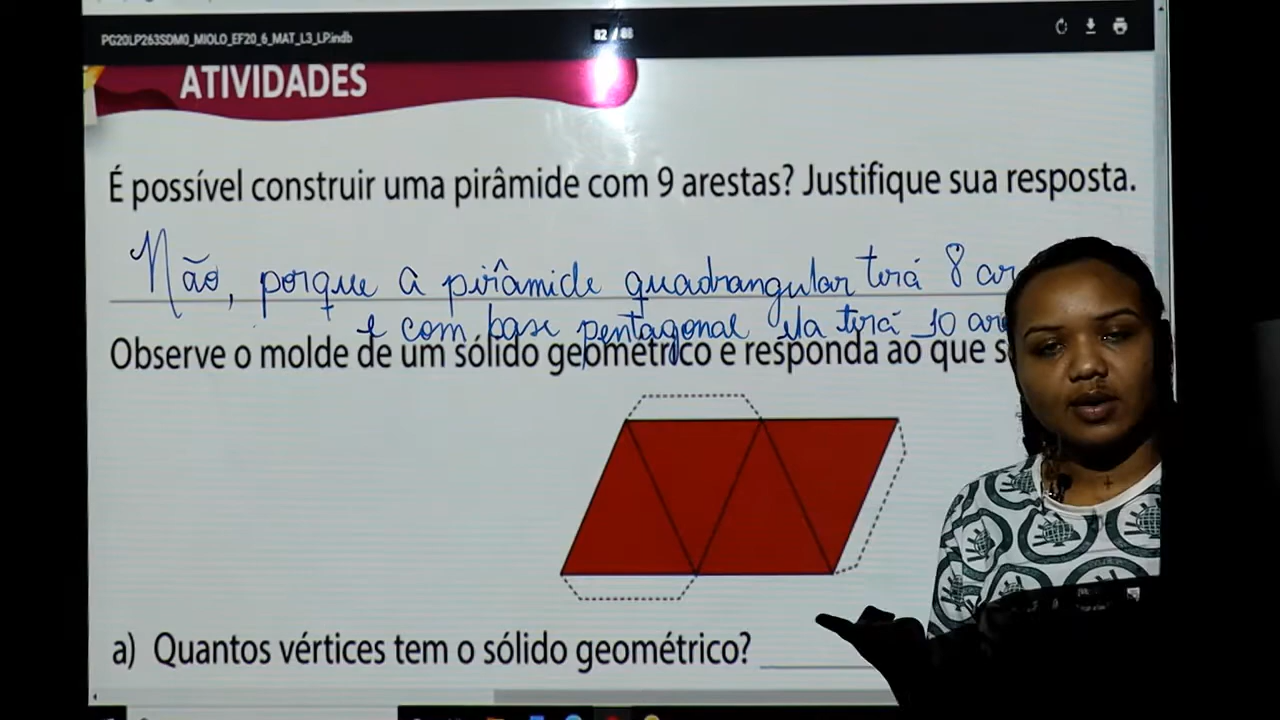 PG20LP263SDM0_MIOLO_EF20_6_MAT_L3_LP.indb
82 / 88
ATIVIDADES
É possível construir uma pirâmide com 9 arestas? Justifique sua resposta.
Não, porque a pirâmide quadrangular terá 8 ar
e com base pentagonal ela terá 10 are
Observe o molde de um sólido geométrico e responda ao que s
a) Quantos vértices tem o sólido geométrico?